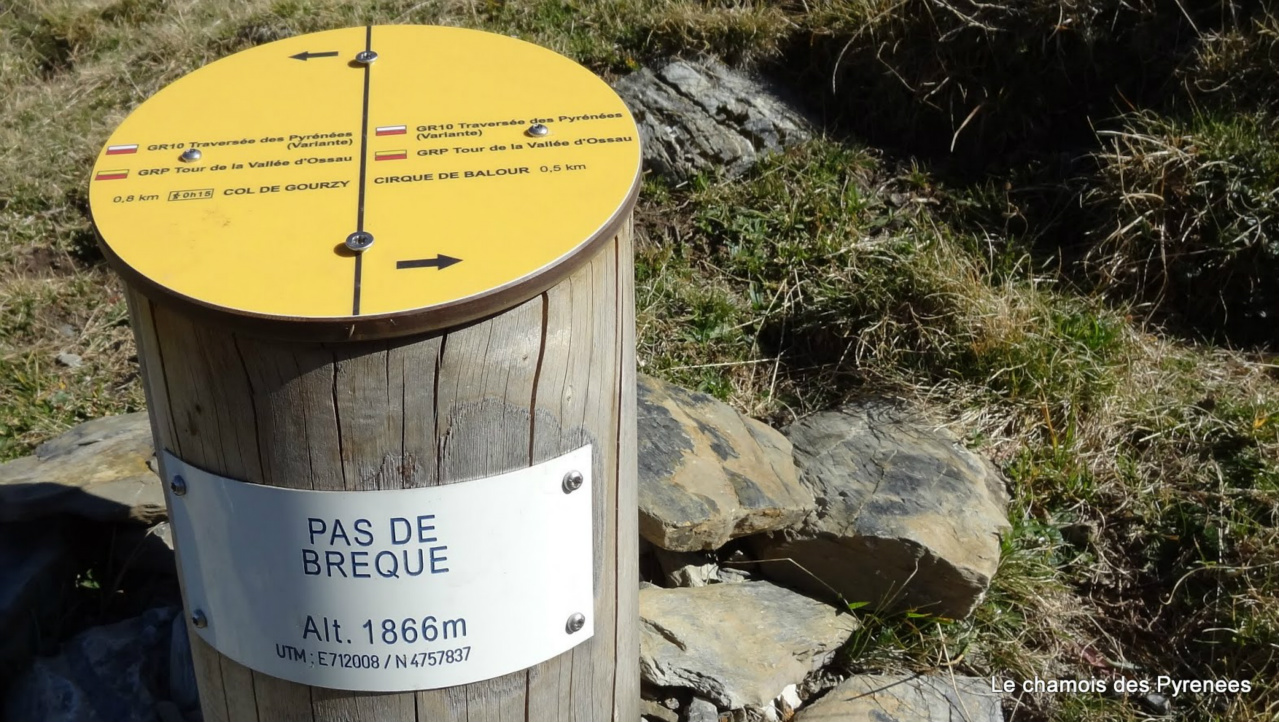 GR10 Traversée des Pyrénées
(Variante)
GRP Tour de la Vallée d'Ossau
0,8 km 0h15 COL DE GOURZY
GR10 Traversée des Pyrénées
(Variante)
GRP Tour de la Vallée d'Ossau
CIRQUE DE BALOUR 0,5 km
PAS DE
BREQUE
Alt. 1866m
UTM : E712008 / N 4757837
Le chamois des Pyrenees